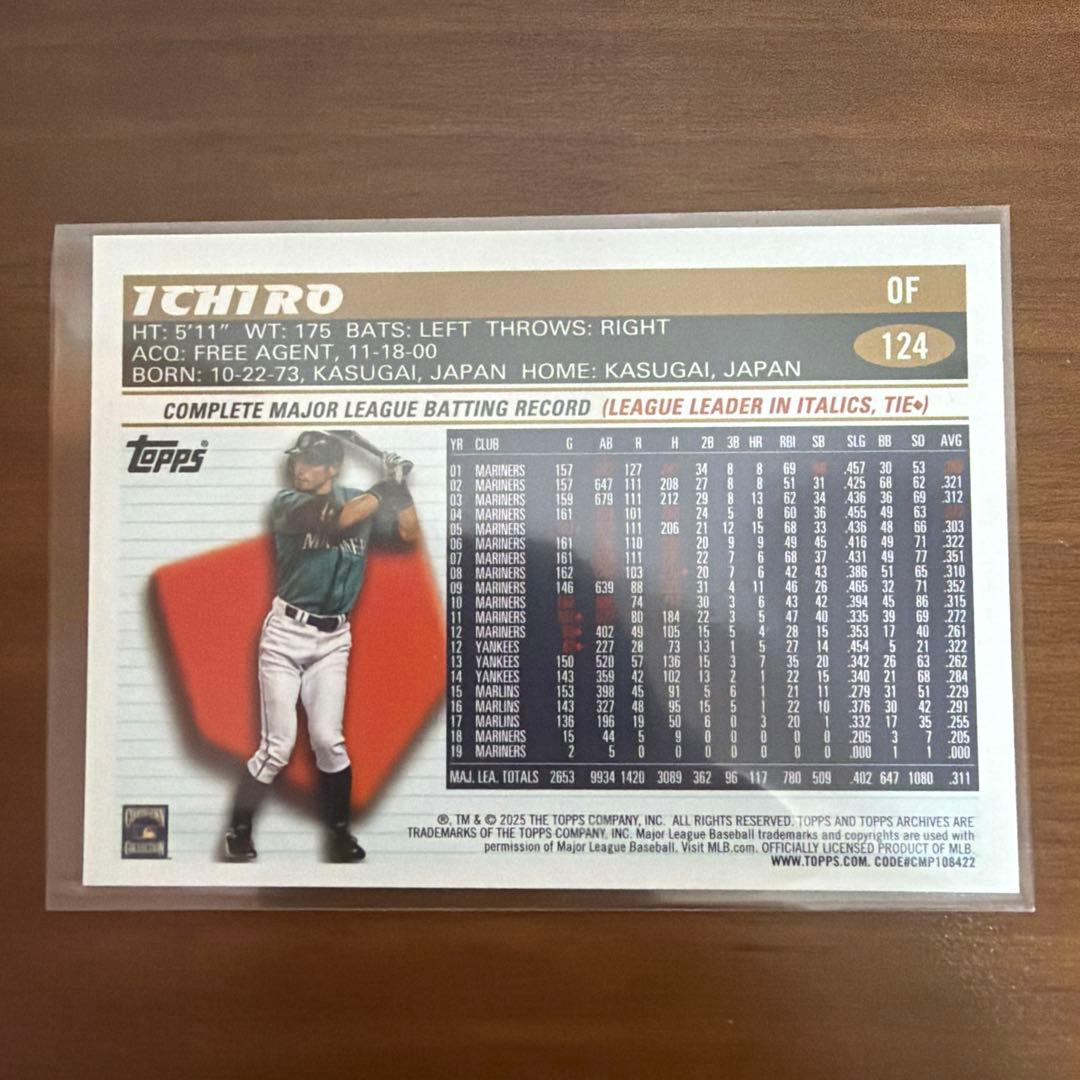 ICHIRO OF
HT: 5'11" WT: 175 BATS: LEFT THROWS: RIGHT
ACQ: FREE AGENT, 11-18-00
124
BORN: 10-22-73, KASUGAI, JAPAN HOME: KASUGAI, JAPAN
COMPLETE MAJOR LEAGUE BATTING RECORD (LEAGUE LEADER IN ITALICS, TIE♦)
Topps®
MARINERS
YR CLUB G AB R H 2B 3B HR RBI SB SLG BB SO AVG
01 MARINERS 157 127 34 8 8 69 .457 30 53
02 MARINERS 157 647 111 208 27 8 8 51 31 .425 68 62 .321
03 MARINERS 159 679 111 212 29 8 13 62 34 .436 36 69 .312
04 MARINERS 161 101 24 5 8 60 36 .455 49 63
05 MARINERS 111 206 21 12 15 68 33 .436 48 66 .303
06 MARINERS 161 110 20 9 9 49 45 .416 49 71 .322
07 MARINERS 161 111 22 7 6 68 37 .431 49 77 .351
08 MARINERS 162 103 20 7 6 42 43 .386 51 65 .310
09 MARINERS 146 639 88 31 4 11 46 26 .465 32 71 .352
10 MARINERS 74 30 3 6 43 42 .394 45 86 .315
11 MARINERS 80 184 22 3 5 47 40 .335 39 69 .272
12 MARINERS 402 49 105 15 5 4 28 15 .353 17 40 .261
12 YANKEES 227 28 73 13 1 5 27 14 .454 5 21 .322
13 YANKEES 150 520 57 136 15 3 7 35 20 .342 26 63 .262
14 YANKEES 143 359 42 102 13 2 1 22 15 .340 21 68 .284
15 MARLINS 153 398 45 91 5 6 1 21 11 .279 31 51 .229
16 MARLINS 143 327 48 95 15 5 1 22 10 .376 30 42 .291
17 MARLINS 136 196 19 50 6 0 3 20 1 .332 17 35 .255
18 MARINERS 15 44 5 9 0 0 0 0 0 .205 3 7 .205
19 MARINERS 2 5 0 0 0 0 0 0 0 .000 1 1 .000
MAJ. LEA. TOTALS 2653 9934 1420 3089 362 96 117 780 509 .402 647 1080 .311
®, TM & © 2025 THE TOPPS COMPANY, INC. ALL RIGHTS RESERVED. TOPPS AND TOPPS ARCHIVES ARE
TRADEMARKS OF THE TOPPS COMPANY, INC. Major League Baseball trademarks and copyrights are used with
permission of Major League Baseball. Visit MLB.com. OFFICIALLY LICENSED PRODUCT OF MLB.
WWW.TOPPS.COM. CODE#CMP108422